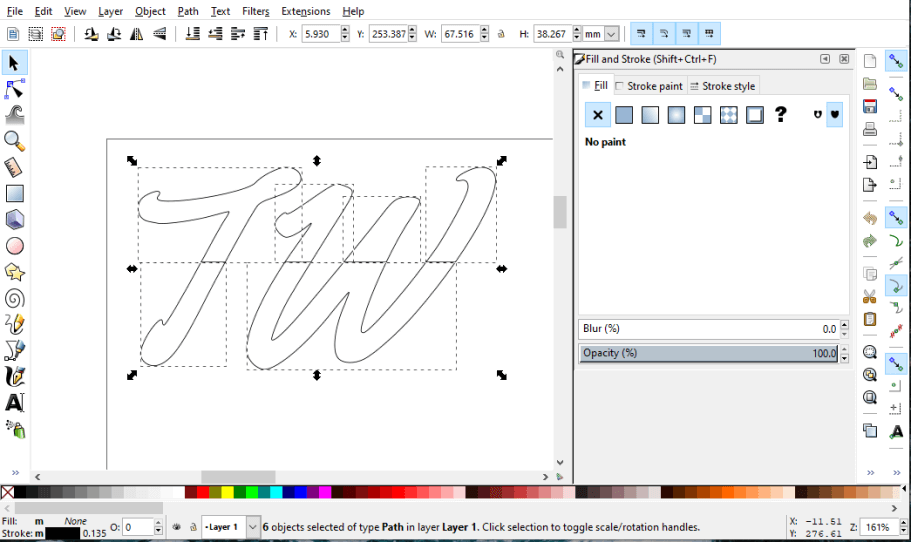 File Edit View Layer Object Path Text Filters Extensions Help
X: 5.930 Y: 253.387 W: 67.516 H: 38.267 mm
Fill and Stroke (Shift+Ctrl+F)
Fill Stroke paint Stroke style
?
No paint
TW
Blur (%) 0.0
Opacity (%) 100.0
A
A
Fill: m None
Stroke: m 0.135
O: 0
Layer 1
6 objects selected of type Path in layer Layer 1. Click selection to toggle scale/rotation handles.
X: -11.51
Y: 276.61
Z: 161%